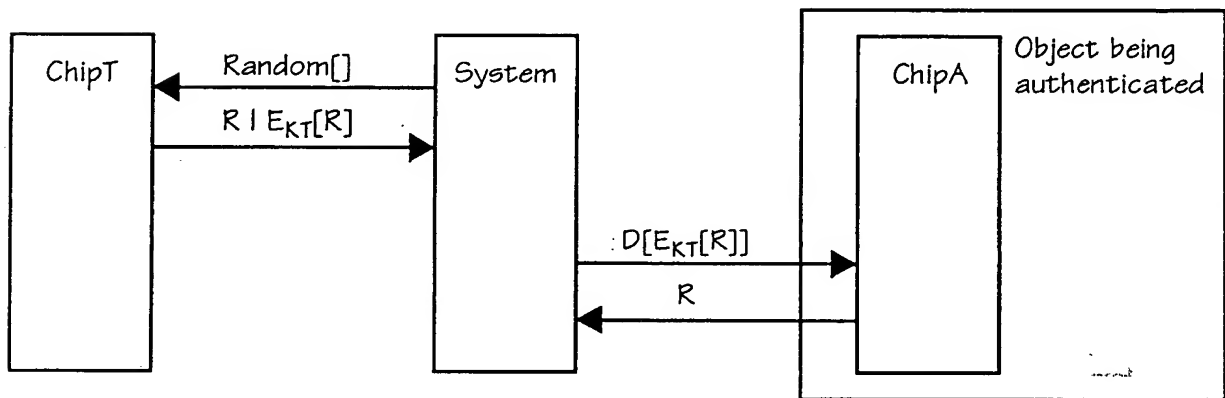 ChipT
Random[]
R | E_KT[R]
System
D[E_KT[R]]
R
ChipA
Object being
authenticated